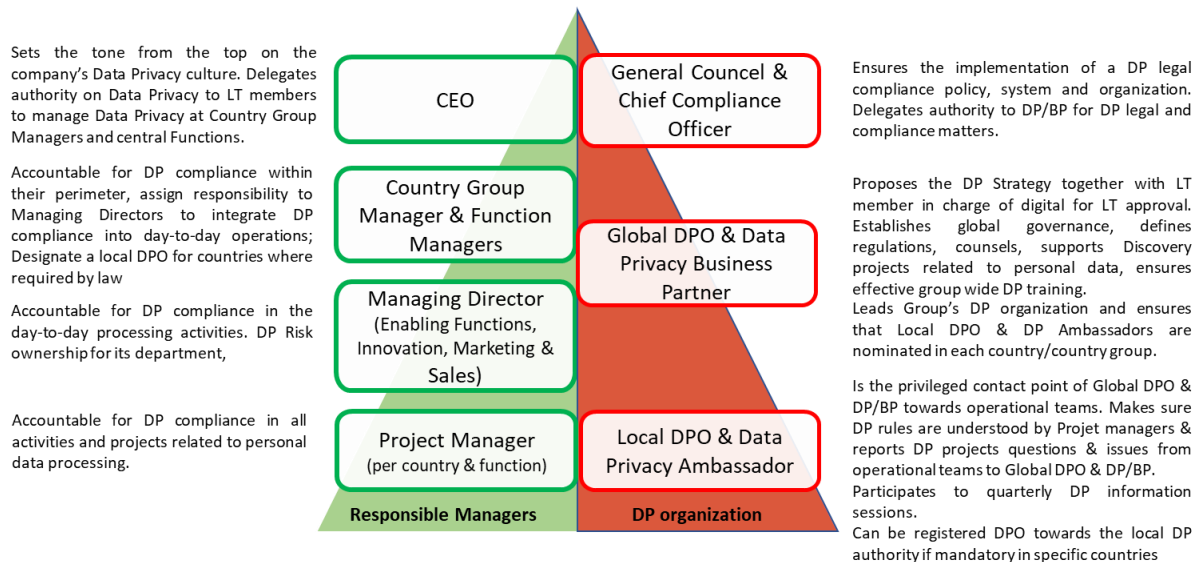 Sets the tone from the top on the
company's Data Privacy culture. Delegates
authority on Data Privacy to LT members
to manage Data Privacy at Country Group
Managers and central Functions.
Accountable for DP compliance within
their perimeter, assign responsibility to
Managing Directors to integrate DP
compliance into day-to-day operations;
Designate a local DPO for countries where
required by law
Accountable for DP compliance in the
day-to-day processing activities. DP Risk
ownership for its department,
Accountable for DP compliance in all
activities and projects related to personal
data processing.
CEO
Country Group
Manager & Function
Managers
Managing Director
(Enabling Functions,
Innovation, Marketing &
Sales)
Project Manager
(per country & function)
Responsible Managers
General Councel &
Chief Compliance
Officer
Global DPO & Data
Privacy Business
Partner
Local DPO & Data
Privacy Ambassador
DP organization
Ensures the implementation of a DP legal
compliance policy, system and organization.
Delegates authority to DP/BP for DP legal and
compliance matters.
Proposes the DP Strategy together with LT
member in charge of digital for LT approval.
Establishes global governance, defines
regulations, counsels, supports Discovery
projects related to personal data, ensures
effective group wide DP training.
Leads Group's DP organization and ensures
that Local DPO & DP Ambassadors are
nominated in each country/country group.
Is the privileged contact point of Global DPO &
DP/BP towards operational teams. Makes sure
DP rules are understood by Projet managers &
reports DP projects questions & issues from
operational teams to Global DPO & DP/BP.
Participates to quarterly DP information
sessions.
Can be registered DPO towards the local DP
authority if mandatory in specific countries